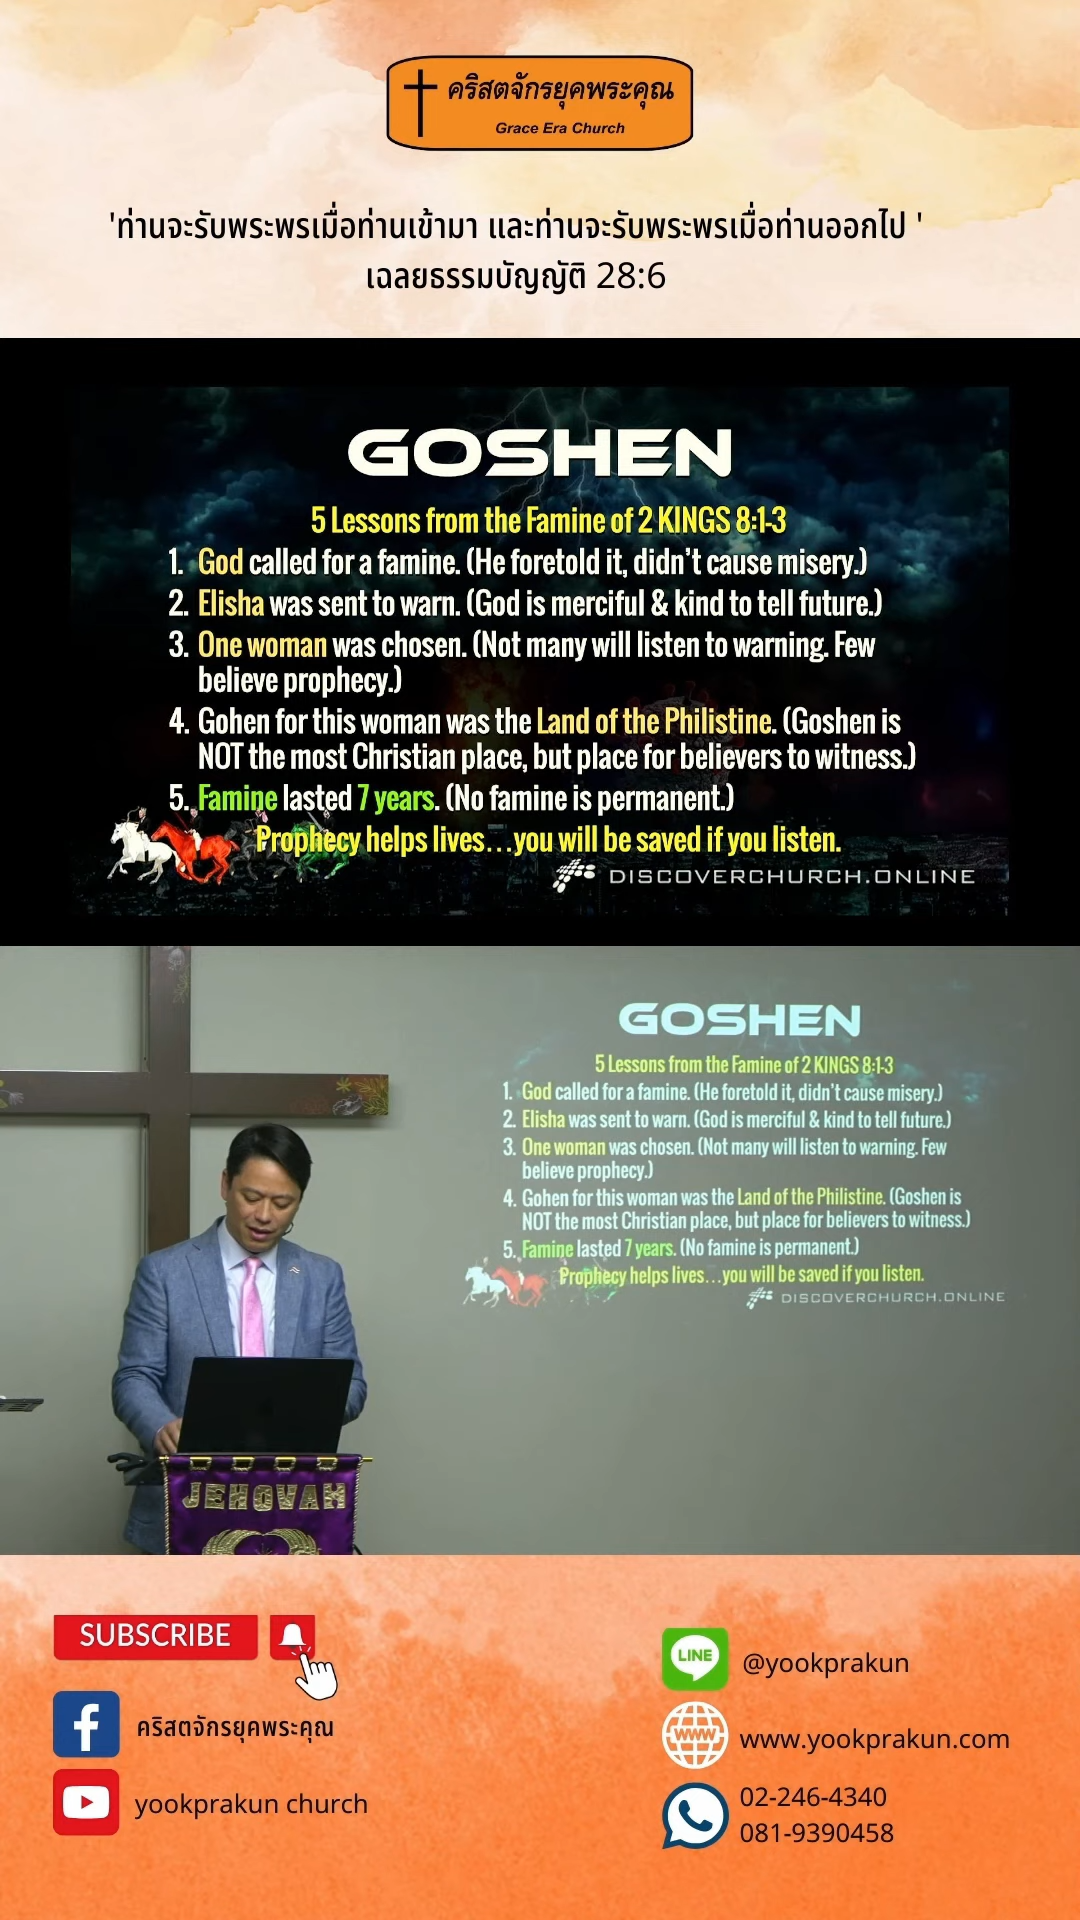 คริสตจักรยุคพระคุณ
Grace Era Church
'ท่านจะรับพระพรเมื่อท่านเข้ามา และท่านจะรับพระพรเมื่อท่านออกไป '
เฉลยธรรมบัญญัติ 28:6
GOSHEN
5 Lessons from the Famine of 2 KINGS 8:1-3
1. God called for a famine. (He foretold it, didn't cause misery.)
2. Elisha was sent to warn. (God is merciful & kind to tell future.)
3. One woman was chosen. (Not many will listen to warning. Few
believe prophecy.)
4. Gohen for this woman was the Land of the Philistine. (Goshen is
NOT the most Christian place, but place for believers to witness.)
5. Famine lasted 7 years. (No famine is permanent.)
Prophecy helps lives...you will be saved if you listen.
DISCOVERCHURCH.ONLINE
GOSHEN
5 Lessons from the Famine of 2 KINGS 8:1-3
1. God called for a famine. (He foretold it, didn't cause misery.)
2. Elisha was sent to warn. (God is merciful & kind to tell future.)
3. One woman was chosen. (Not many will listen to warning. Few
believe prophecy.)
4. Gohen for this woman was the Land of the Philistine. (Goshen is
NOT the most Christian place, but place for believers to witness.)
5. Famine lasted 7 years. (No famine is permanent.)
Prophecy helps lives...you will be saved if you listen.
DISCOVERCHURCH.ONLINE
JEHOVAH
SUBSCRIBE
คริสตจักรยุคพระคุณ
yookprakun church
LINE
@yookprakun
WWW
www.yookprakun.com
02-246-4340
081-9390458